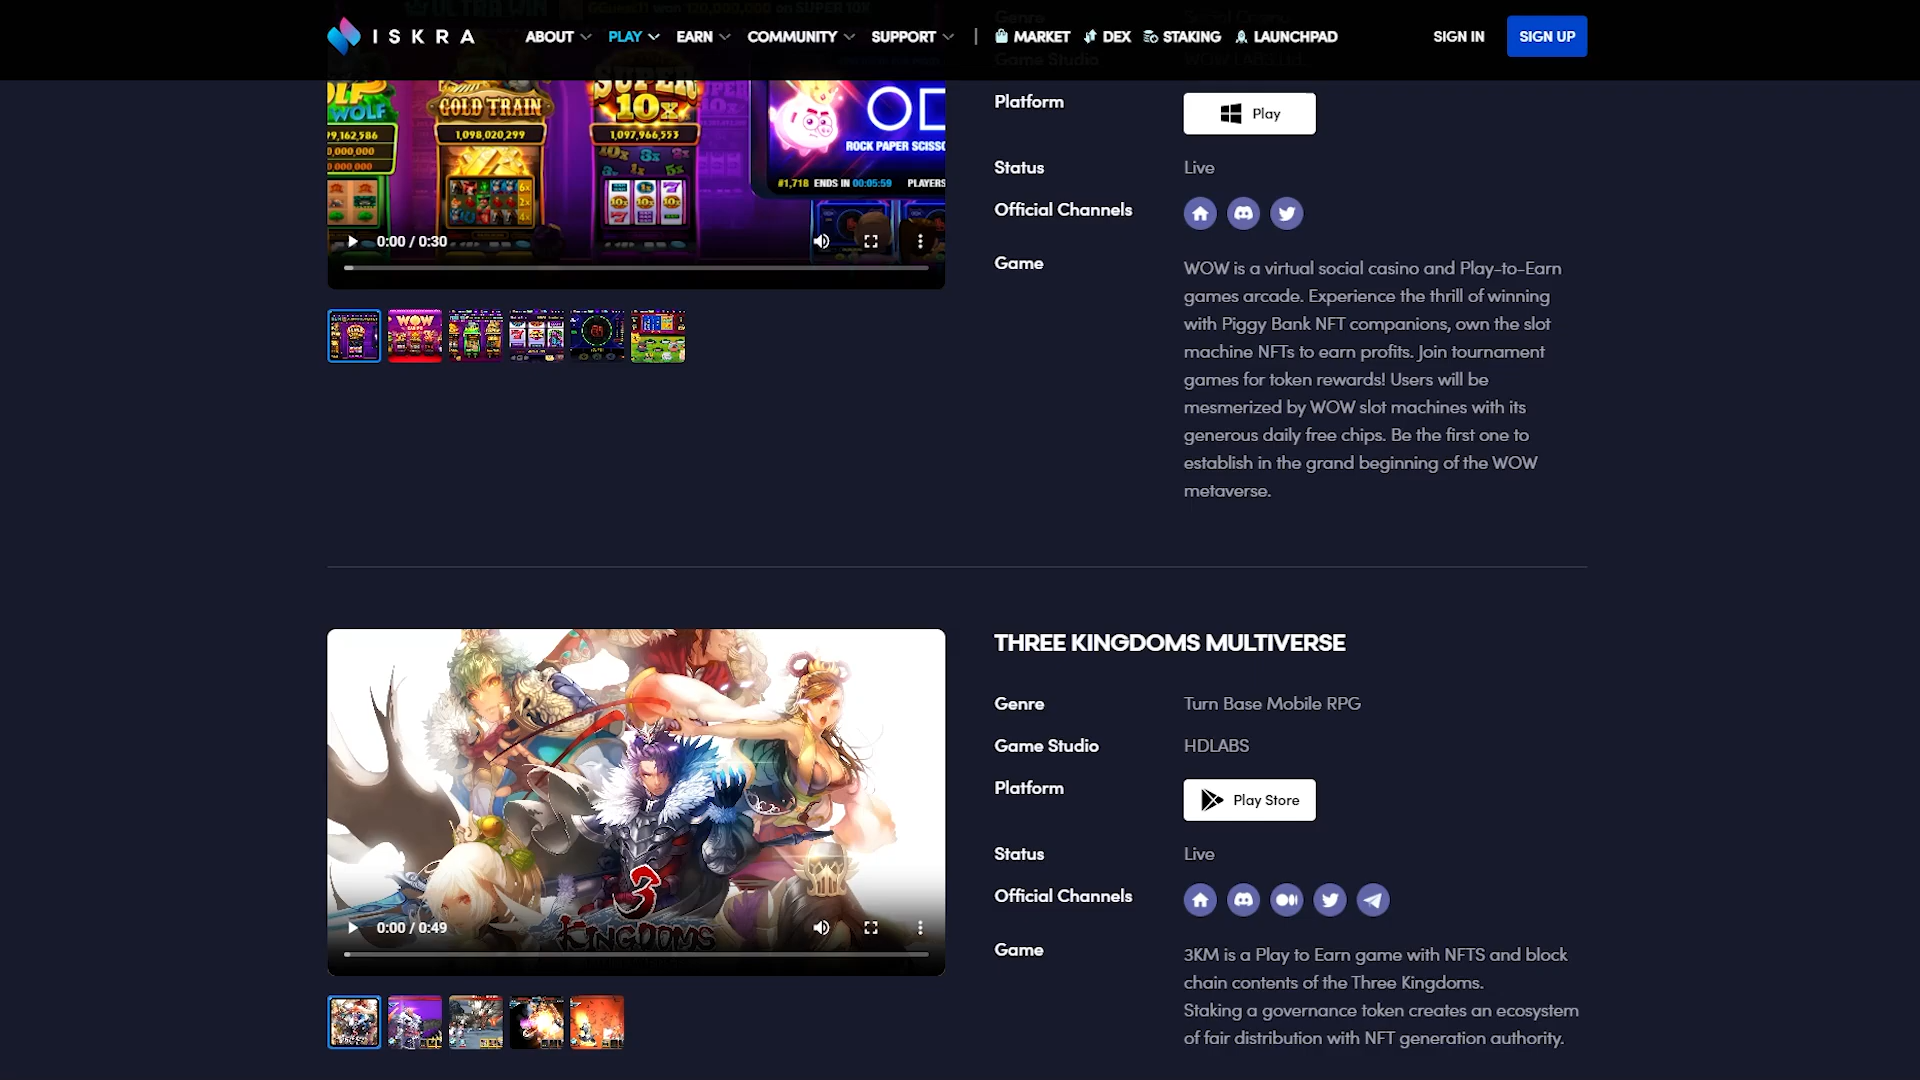 ISKRA
ABOUT
PLAY
EARN
COMMUNITY
SUPPORT
MARKET
DEX
STAKING
LAUNCHPAD
SIGN IN
SIGN UP
Genre
Game Studio
WOLF
GOLD TRAIN
1,098,020,299
SUPER
10x
1,097,966,553
ROCK PAPER SCISSO
#1,718 ENDS IN 00:05:59 PLAYERS
0:00 / 0:30
Platform
Play
Status
Live
Official Channels
Game
WOW is a virtual social casino and Play-to-Earn
games arcade. Experience the thrill of winning
with Piggy Bank NFT companions, own the slot
machine NFTs to earn profits. Join tournament
games for token rewards! Users will be
mesmerized by WOW slot machines with its
generous daily free chips. Be the first one to
establish in the grand beginning of the WOW
metaverse.
3
KINGDOMS
0:00 / 0:49
THREE KINGDOMS MULTIVERSE
Genre
Turn Base Mobile RPG
Game Studio
HDLABS
Platform
Play Store
Status
Live
Official Channels
Game
3KM is a Play to Earn game with NFTS and block
chain contents of the Three Kingdoms.
Staking a governance token creates an ecosystem
of fair distribution with NFT generation authority.